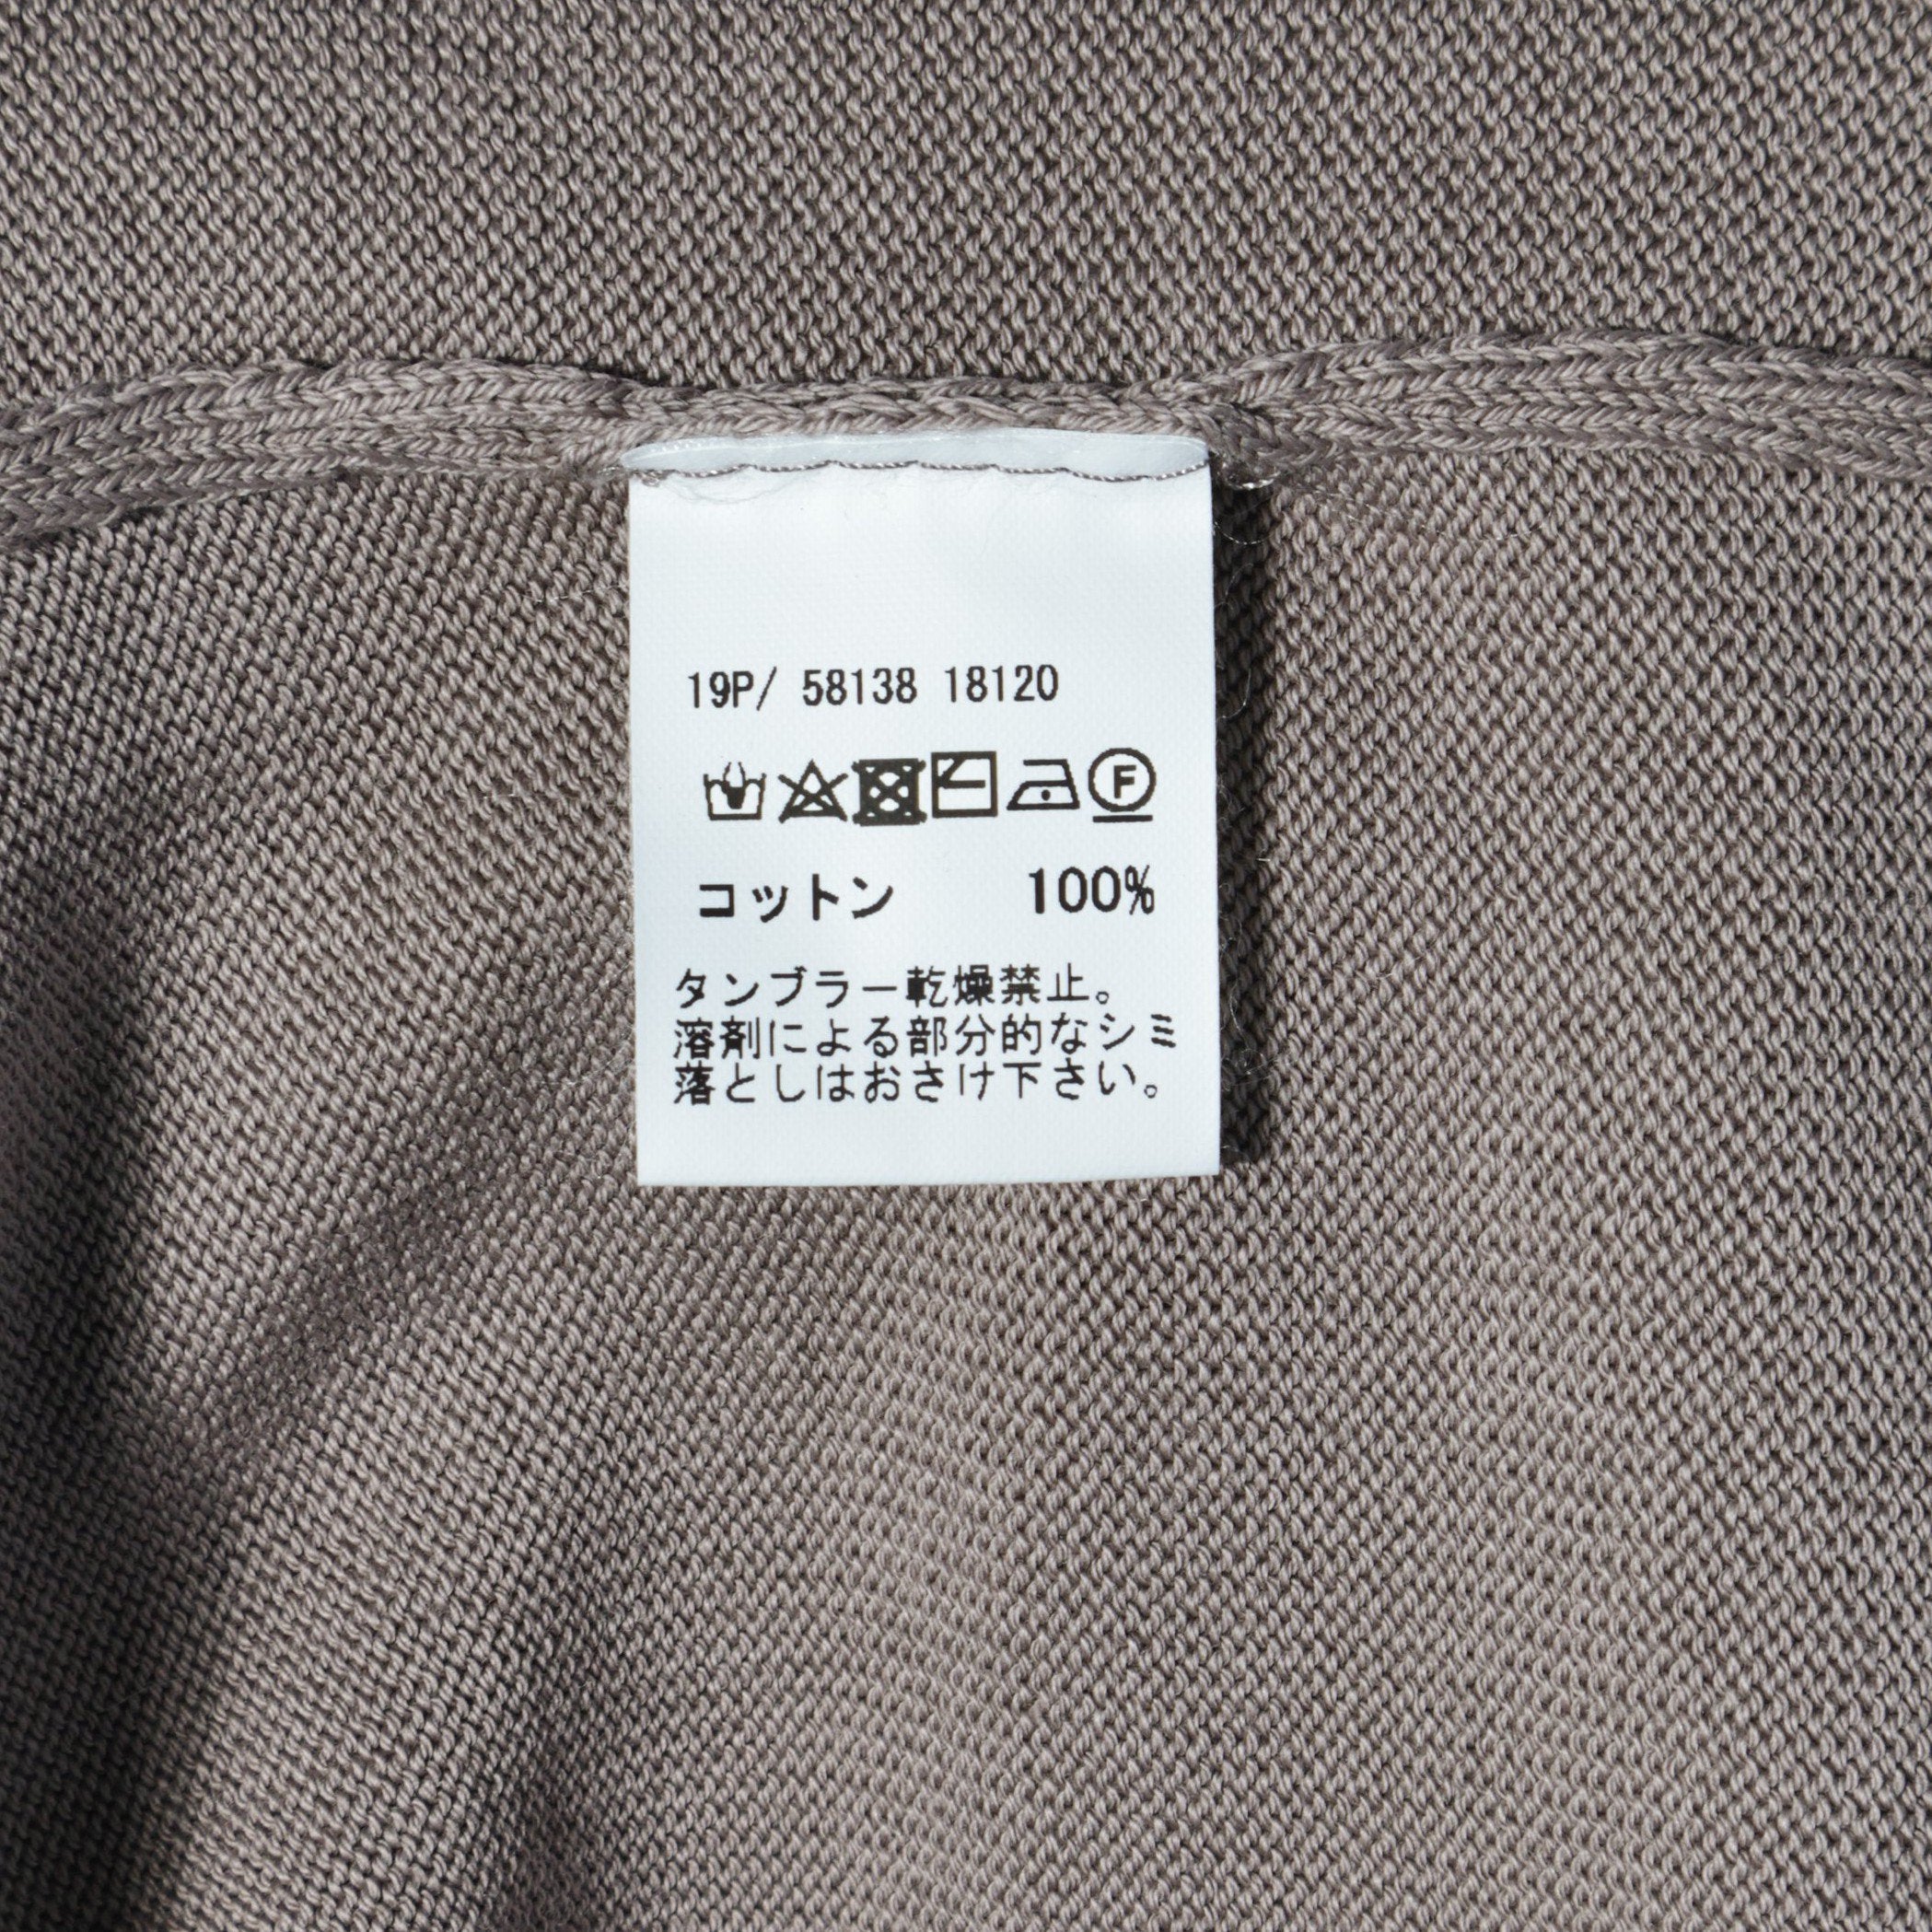 19P/ 58138 18120
F
コットン 100%
タンブラー乾燥禁止。
溶剤による部分的なシミ
落としはおさけ下さい。